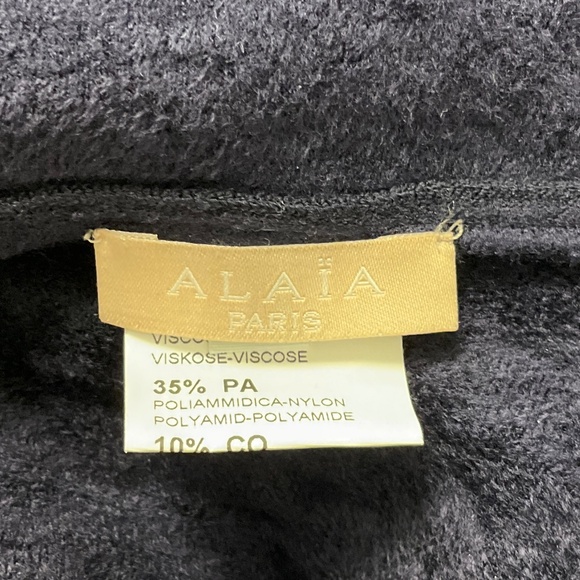 ALAÏA
PARIS
VISKOSE-VISCOSE
35% PA
POLIAMMIDICA-NYLON
POLYAMID-POLYAMIDE
10% CO